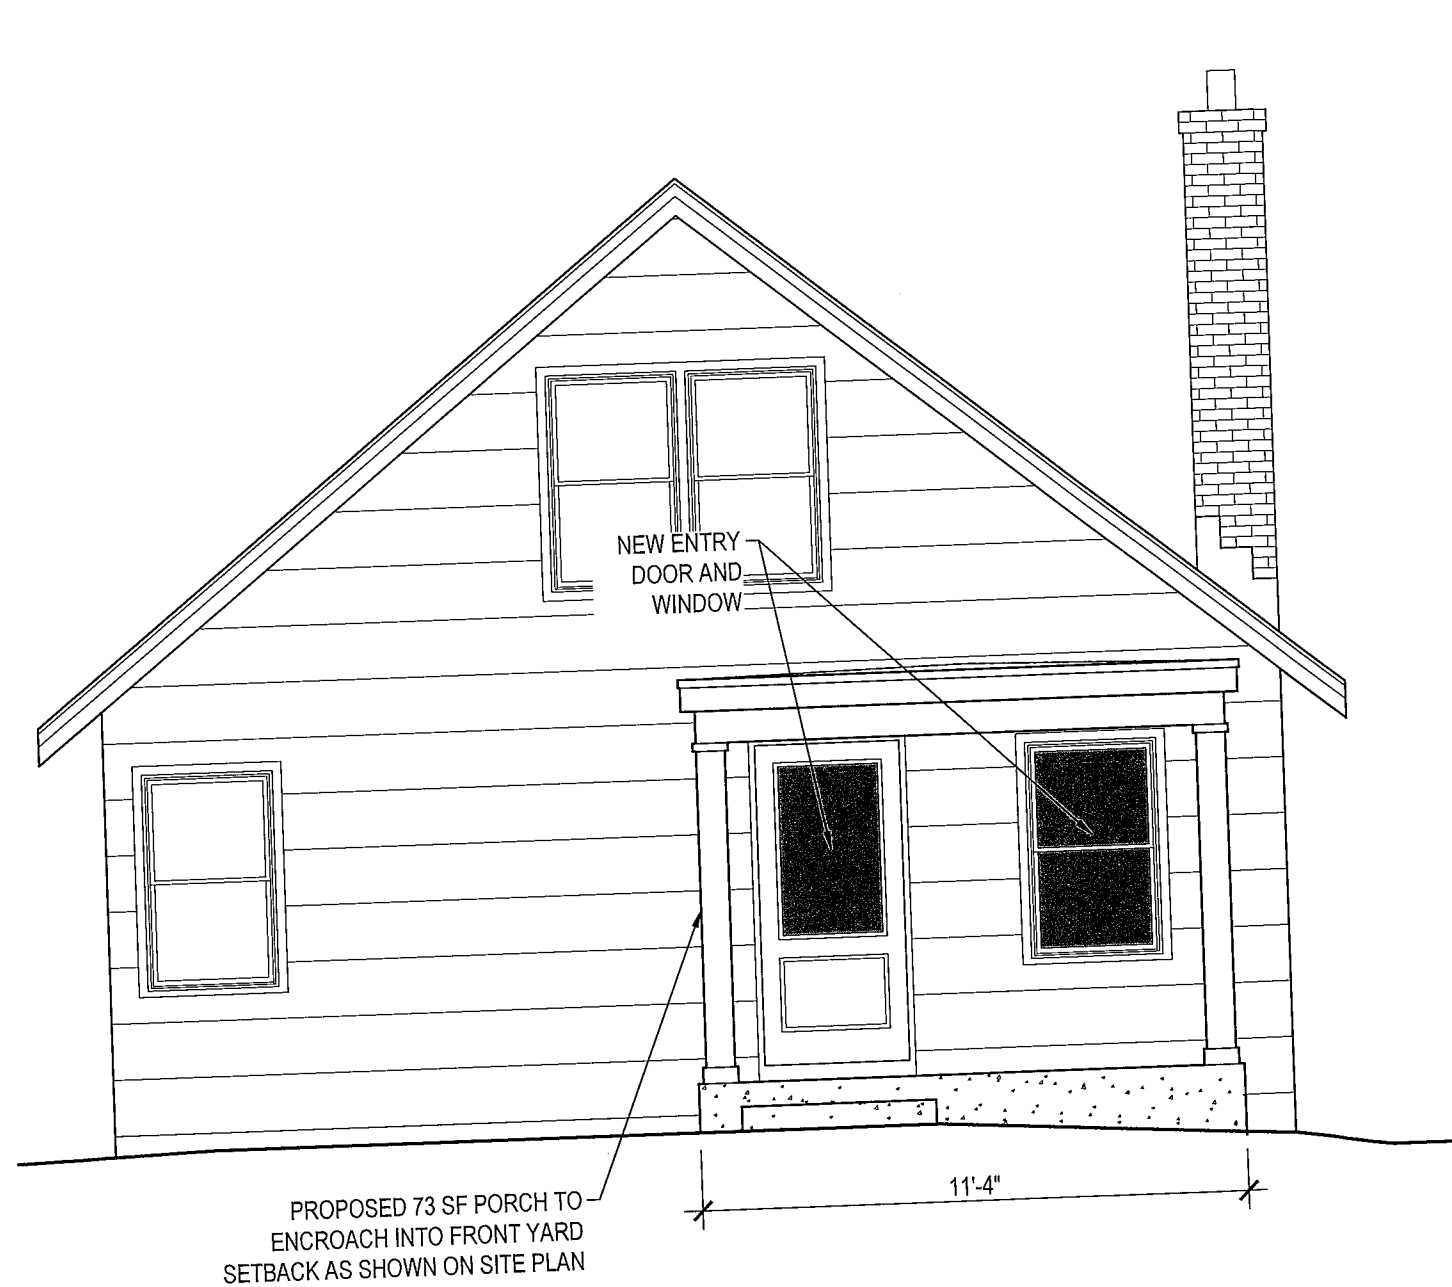 NEW ENTRY
DOOR AND
WINDOW
11'-4"
PROPOSED 73 SF PORCH TO
ENCROACH INTO FRONT YARD
SETBACK AS SHOWN ON SITE PLAN